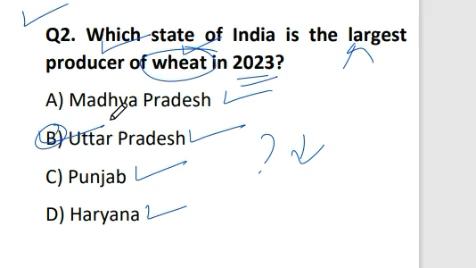 Q2. Which state of India is the largest
producer of wheat in 2023?
A) Madhya Pradesh
B) Uttar Pradesh
C) Punjab
D) Haryana
?